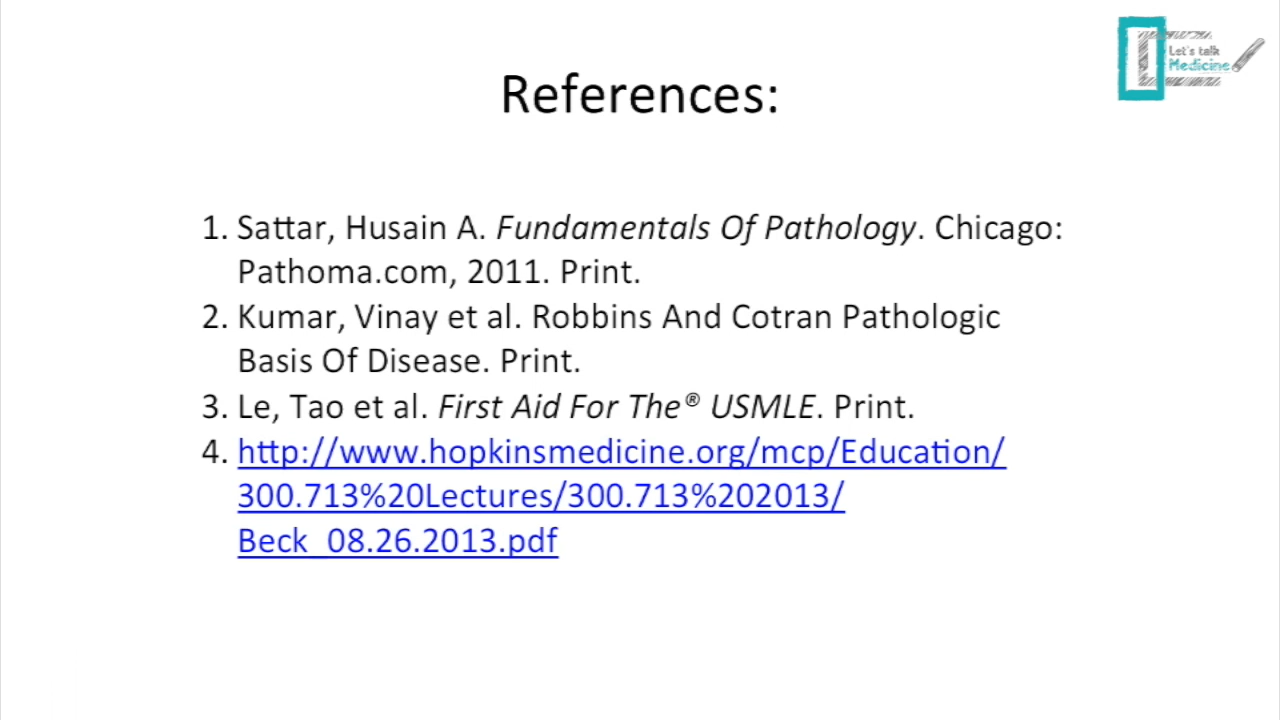 Let's talk
Medicine
References:
1. Sattar, Husain A. Fundamentals Of Pathology. Chicago:
Pathoma.com, 2011. Print.
2. Kumar, Vinay et al. Robbins And Cotran Pathologic
Basis Of Disease. Print.
3. Le, Tao et al. First Aid For The® USMLE. Print.
4. http://www.hopkinsmedicine.org/mcp/Education/
300.713%20Lectures/300.713%202013/
Beck_08.26.2013.pdf